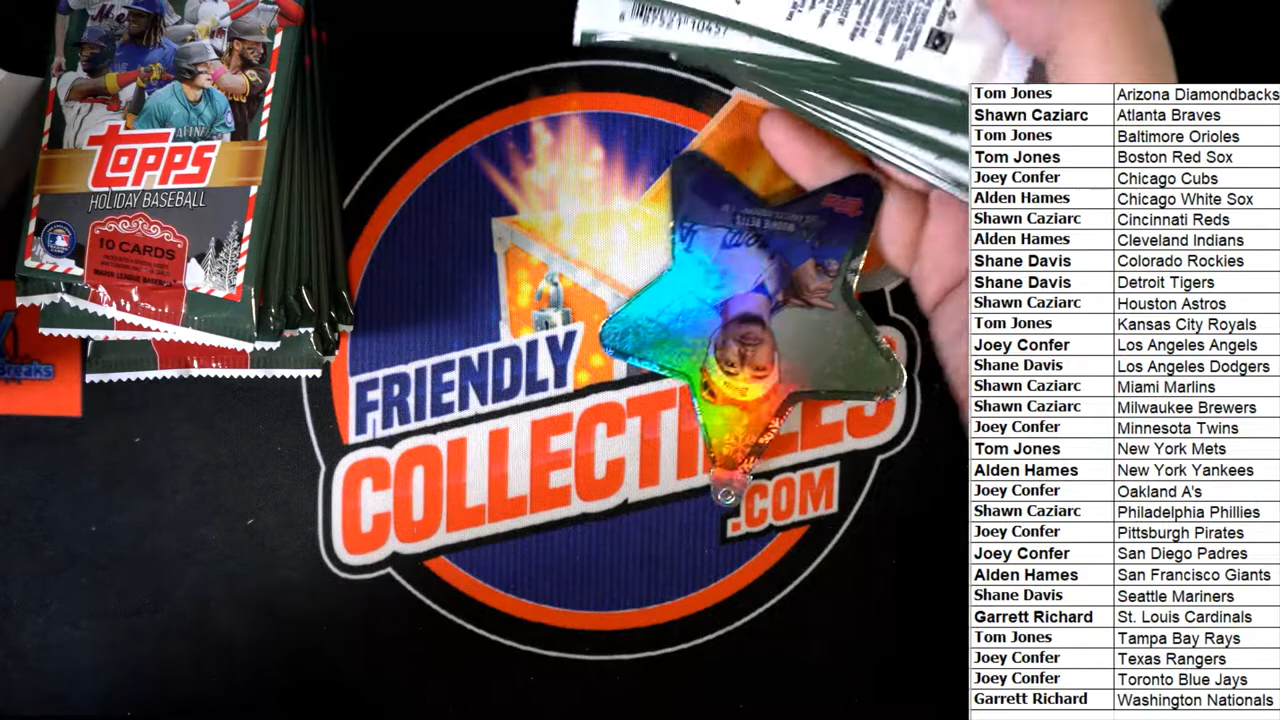 TOPPS
HOLIDAY BASEBALL
10 CARDS
MAJOR LEAGUE BASEBALL
Breaks
10457
MOOKIE BETTS
FRIENDLY
COLLECTIBLES
.COM
Tom Jones Arizona Diamondbacks
Shawn Caziarc Atlanta Braves
Tom Jones Baltimore Orioles
Tom Jones Boston Red Sox
Joey Confer Chicago Cubs
Alden Hames Chicago White Sox
Shawn Caziarc Cincinnati Reds
Alden Hames Cleveland Indians
Shane Davis Colorado Rockies
Shane Davis Detroit Tigers
Shawn Caziarc Houston Astros
Tom Jones Kansas City Royals
Joey Confer Los Angeles Angels
Shane Davis Los Angeles Dodgers
Shawn Caziarc Miami Marlins
Shawn Caziarc Milwaukee Brewers
Joey Confer Minnesota Twins
Tom Jones New York Mets
Alden Hames New York Yankees
Joey Confer Oakland A's
Shawn Caziarc Philadelphia Phillies
Joey Confer Pittsburgh Pirates
Joey Confer San Diego Padres
Alden Hames San Francisco Giants
Shane Davis Seattle Mariners
Garrett Richard St. Louis Cardinals
Tom Jones Tampa Bay Rays
Joey Confer Texas Rangers
Joey Confer Toronto Blue Jays
Garrett Richard Washington Nationals